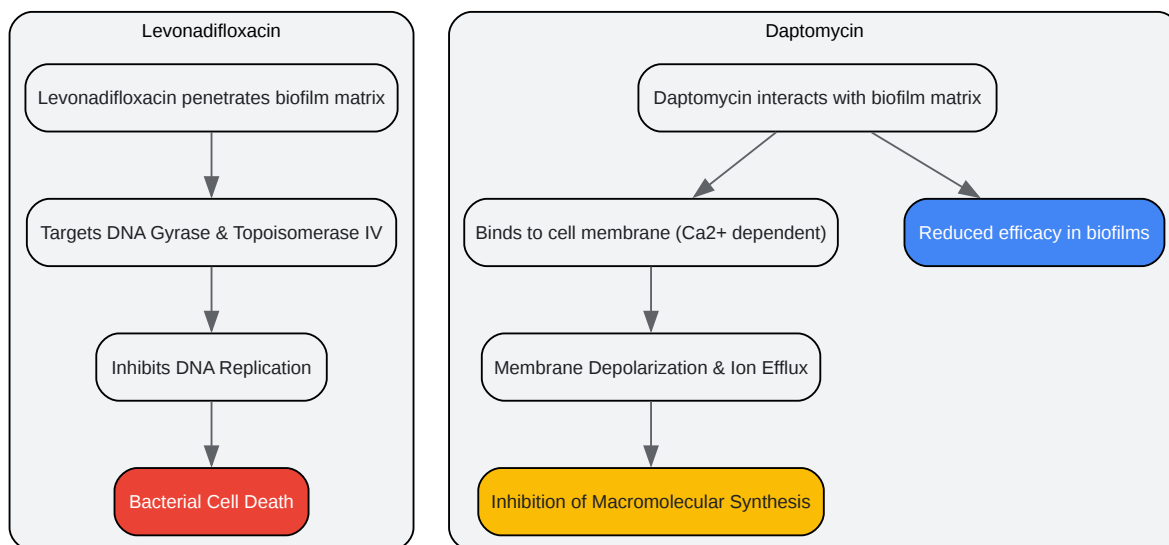 Levonadifloxacin
Levonadifloxacin penetrates biofilm matrix
Targets DNA Gyrase & Topoisomerase IV
Inhibits DNA Replication
Bacterial Cell Death
Daptomycin
Daptomycin interacts with biofilm matrix
Binds to cell membrane (Ca2+ dependent)
Reduced efficacy in biofilms
Membrane Depolarization & Ion Efflux
Inhibition of Macromolecular Synthesis